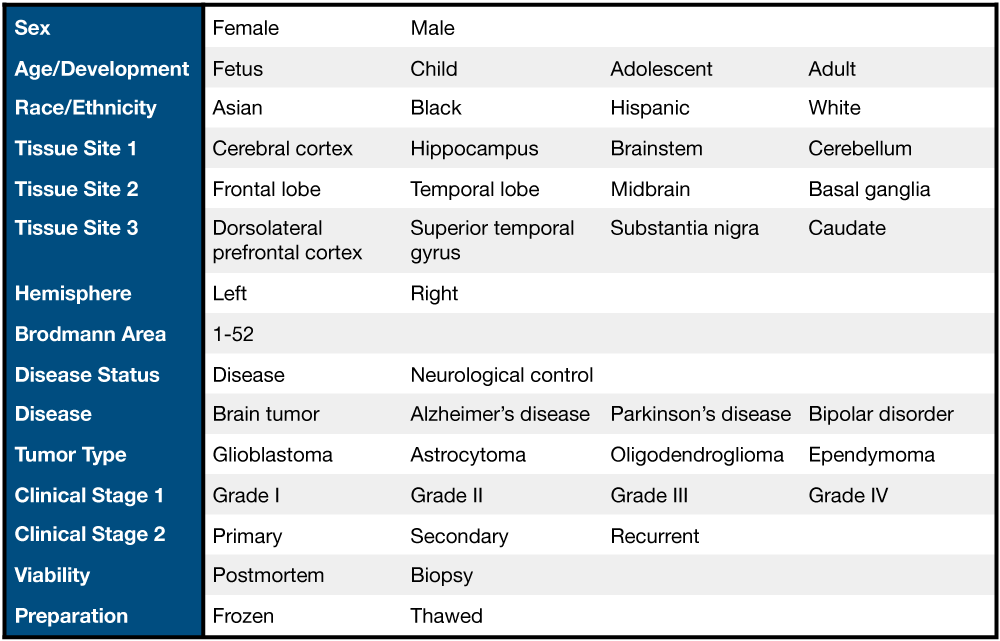 Sex Female Male
Age/Development Fetus Child Adolescent Adult
Race/Ethnicity Asian Black Hispanic White
Tissue Site 1 Cerebral cortex Hippocampus Brainstem Cerebellum
Tissue Site 2 Frontal lobe Temporal lobe Midbrain Basal ganglia
Tissue Site 3 Dorsolateral Superior temporal Substantia nigra Caudate
prefrontal cortex gyrus
Hemisphere Left Right
Brodmann Area 1-52
Disease Status Disease Neurological control
Disease Brain tumor Alzheimer’s disease Parkinson’s disease Bipolar disorder
Tumor Type Glioblastoma Astrocytoma Oligodendroglioma Ependymoma
Clinical Stage 1 Grade I Grade II Grade III Grade IV
Clinical Stage 2 Primary Secondary Recurrent
Viability Postmortem Biopsy
Preparation Frozen Thawed